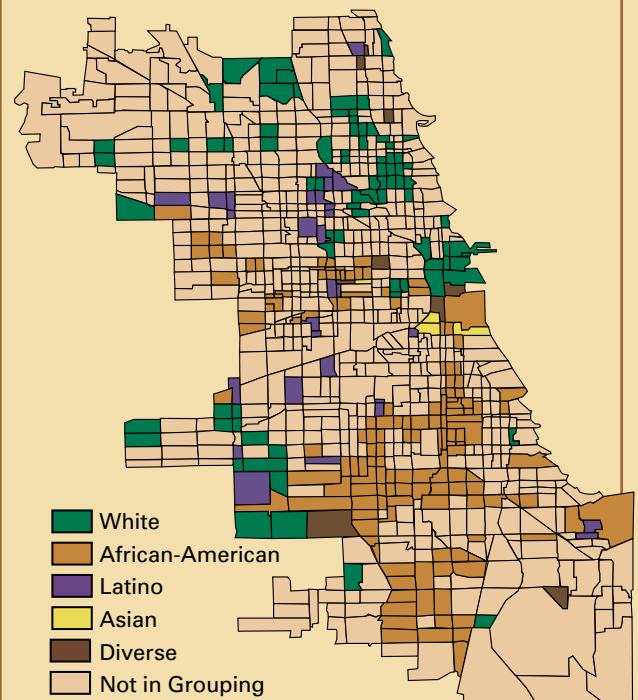 White
African-American
Latino
Asian
Diverse
Not in Grouping